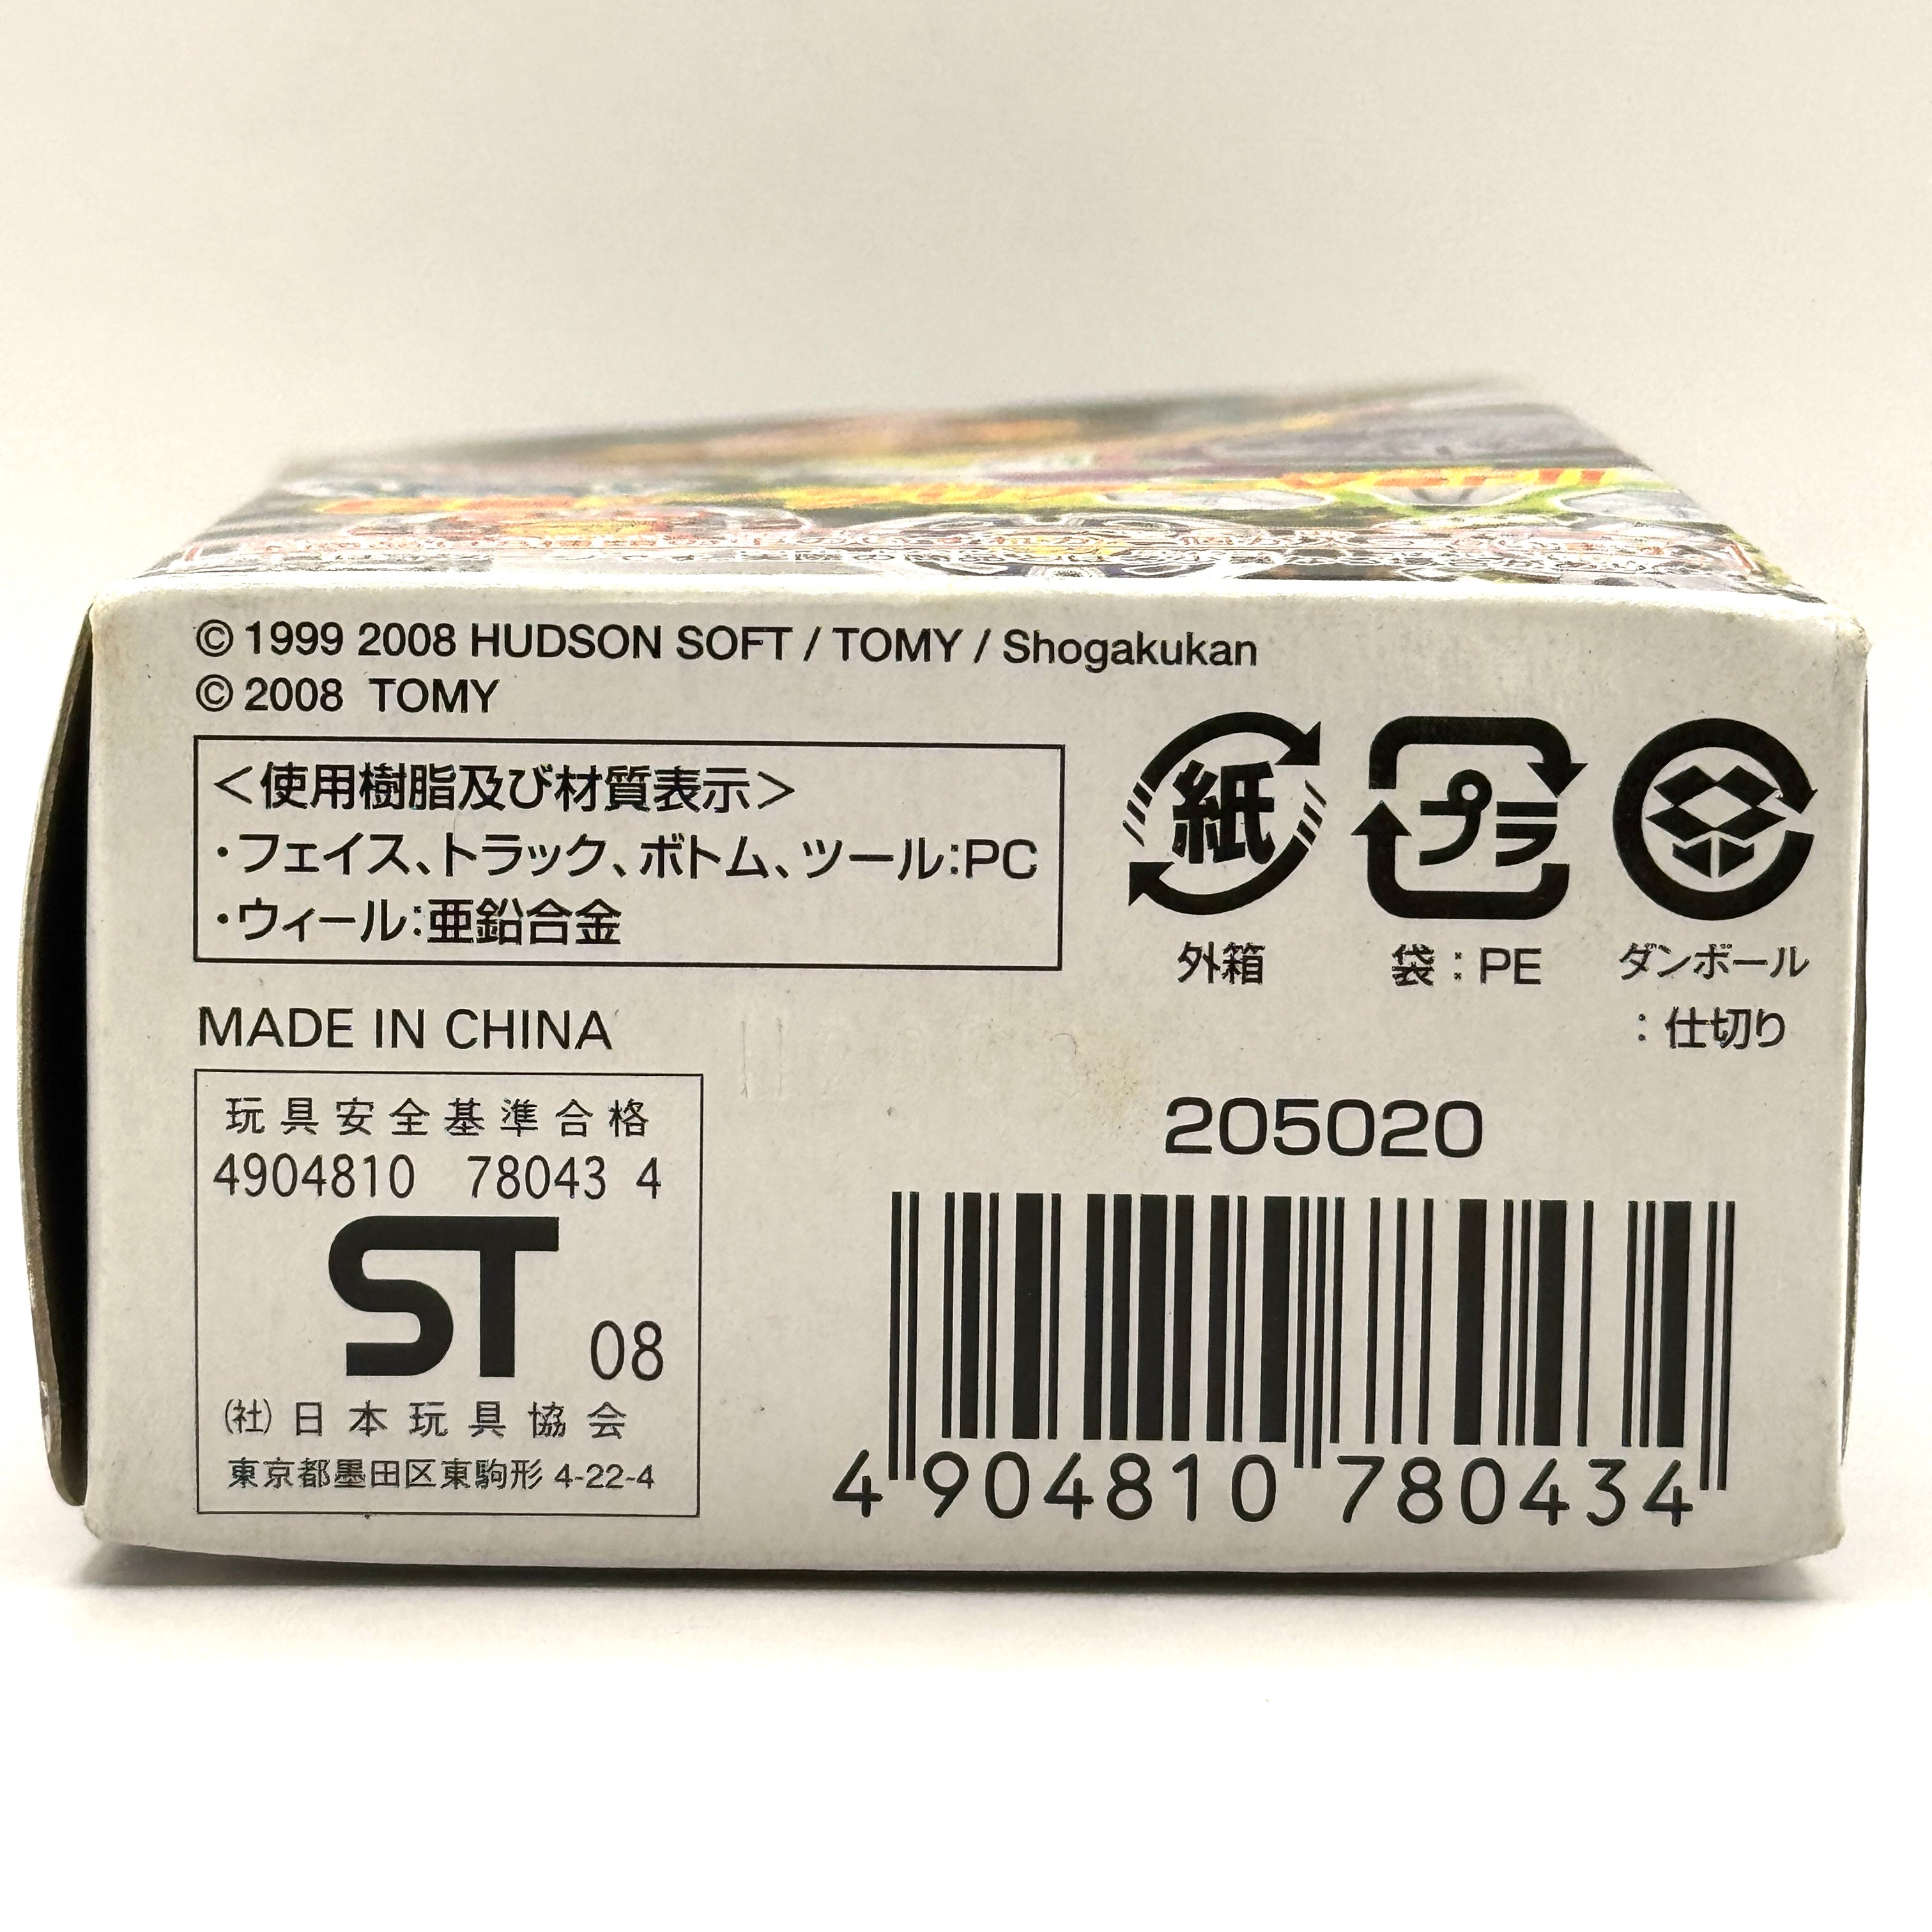 © 1999 2008 HUDSON SOFT / TOMY / Shogakukan
© 2008 TOMY
＜使用樹脂及び材質表示＞
・フェイス、トラック、ボトム、ツール:PC
・ウィール:亜鉛合金
紙
プラ
外箱
袋：PE
ダンボール
：仕切り
MADE IN CHINA
玩具安全基準合格
4904810 78043 4
ST 08
(社)日本玩具協会
東京都墨田区東駒形 4-22-4
205020
4 904810 780434